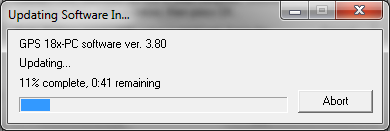 Updating Software In...
GPS 18x-PC software ver. 3.80
Updating...
11% complete, 0:41 remaining
Abort